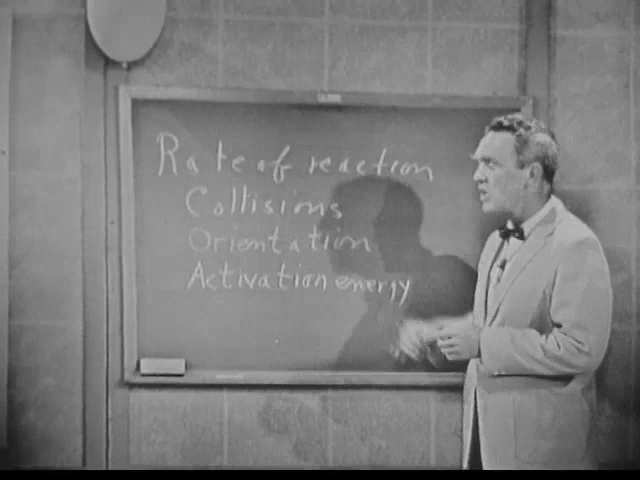 Rate of reaction
Collisions
Orientation
Activation energy